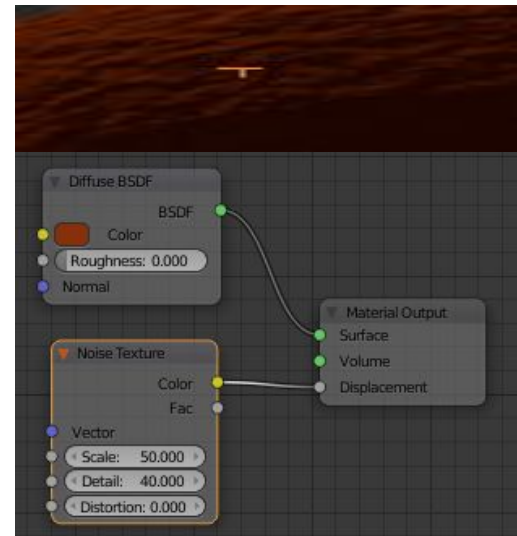 Diffuse BSDF
BSDF
Color
Roughness: 0.000
Normal
Material Output
Surface
Volume
Displacement
Noise Texture
Color
Fac
Vector
Scale: 50.000
Detail: 40.000
Distortion: 0.000